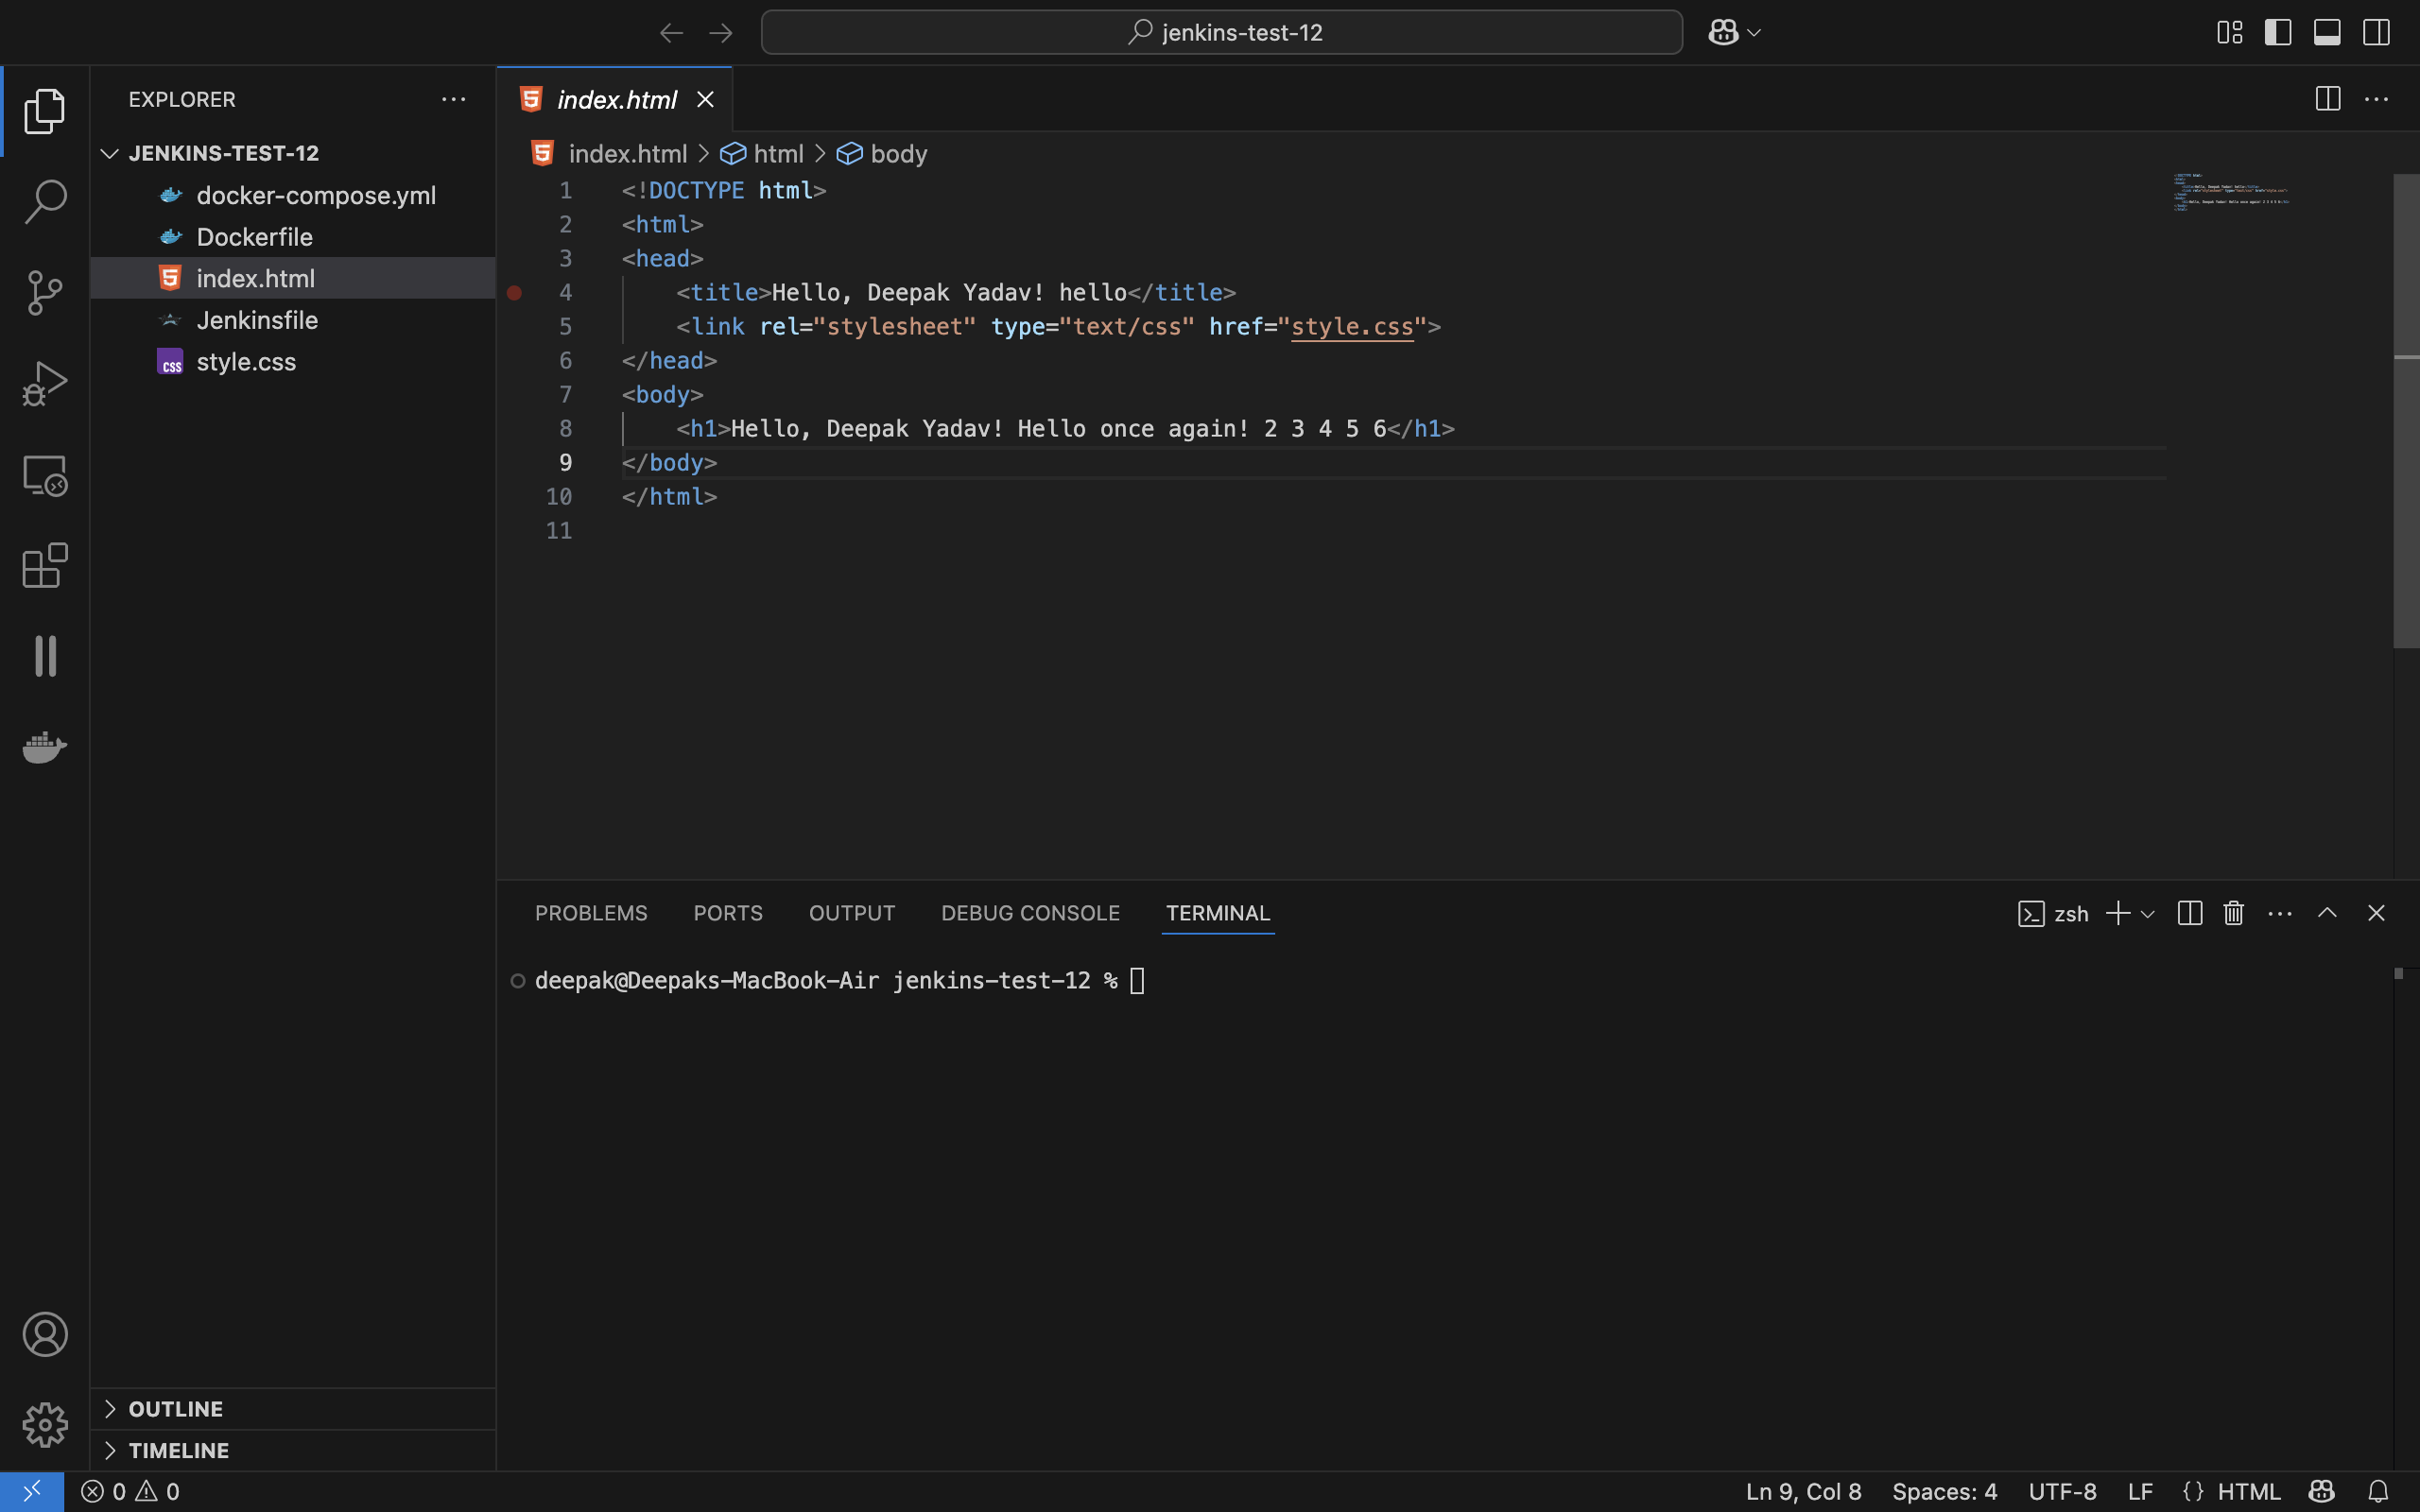 jenkins-test-12
EXPLORER
JENKINS-TEST-12
docker-compose.yml
Dockerfile
index.html
Jenkinsfile
style.css
OUTLINE
TIMELINE
index.html
index.html > html > body
1 <!DOCTYPE html>
2 <html>
3 <head>
4     <title>Hello, Deepak Yadav! hello</title>
5     <link rel="stylesheet" type="text/css" href="style.css">
6 </head>
7 <body>
8     <h1>Hello, Deepak Yadav! Hello once again! 2 3 4 5 6</h1>
9 </body>
10 </html>
11
PROBLEMS PORTS OUTPUT DEBUG CONSOLE TERMINAL zsh
deepak@Deepaks-MacBook-Air jenkins-test-12 %
0 0 Ln 9, Col 8 Spaces: 4 UTF-8 LF {} HTML